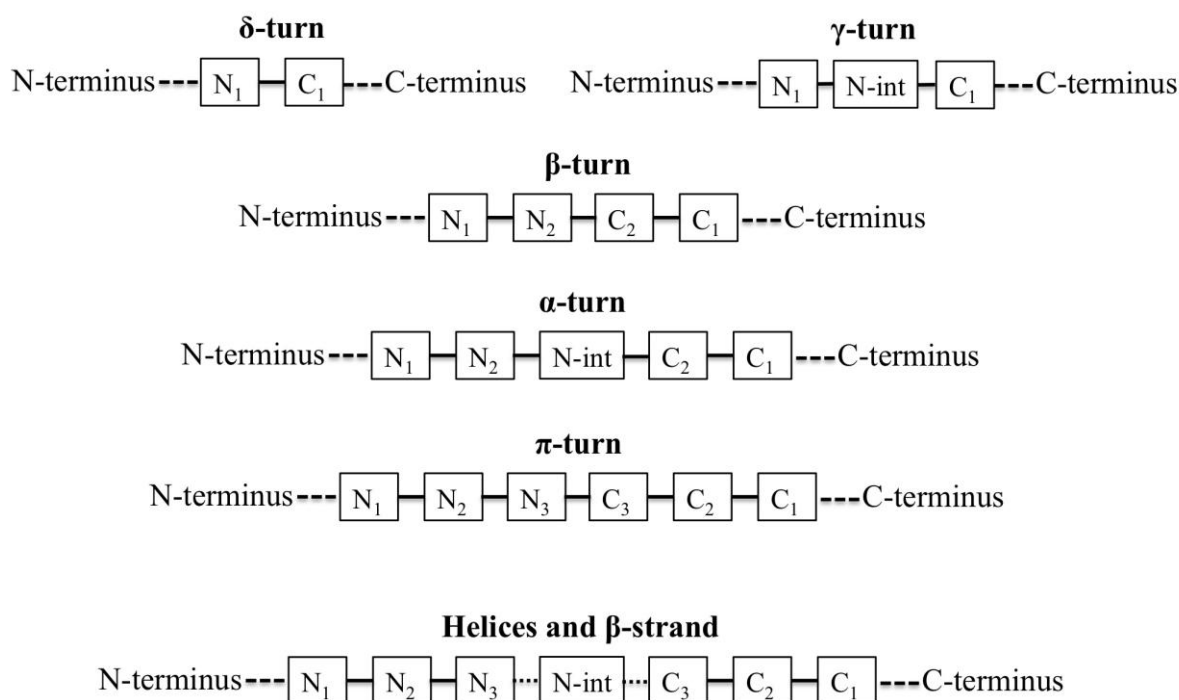 δ-turn
N-terminus N₁ C₁ C-terminus
γ-turn
N-terminus N₁ N-int C₁ C-terminus
β-turn
N-terminus N₁ N₂ C₂ C₁ C-terminus
α-turn
N-terminus N₁ N₂ N-int C₂ C₁ C-terminus
π-turn
N-terminus N₁ N₂ N₃ C₃ C₂ C₁ C-terminus
Helices and β-strand
N-terminus N₁ N₂ N₃ N-int C₃ C₂ C₁ C-terminus